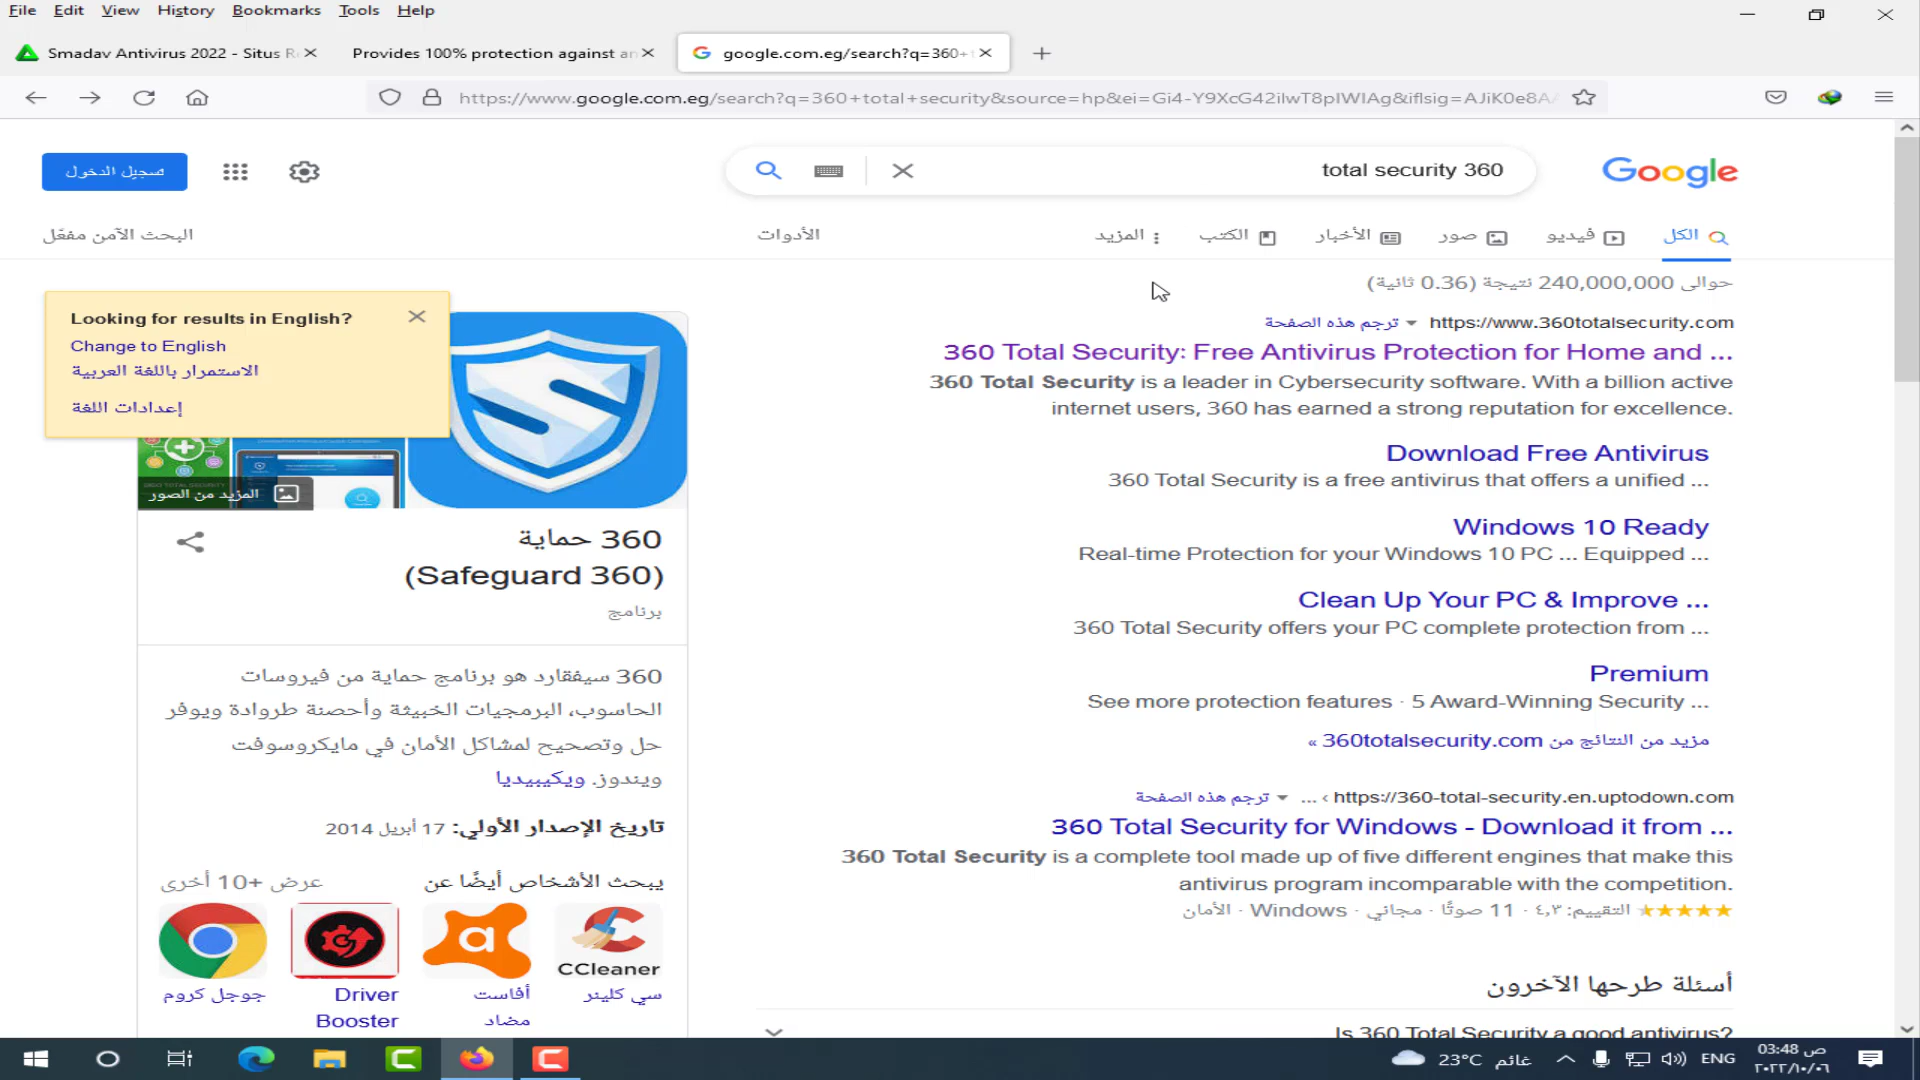 File Edit View History Bookmarks Tools Help
Smadav Antivirus 2022 - Situs R
Provides 100% protection against an
google.com.eg/search?q=360+t
https://www.google.com.eg/search?q=360+total+security&source=hp&ei=Gi4-Y9XcG42ilwT8pIWIAg&iflsig=AJiK0e8AA
تسجيل الدخول
total security 360
Google
الكل
فيديو
صور
الأخبار
الكتب
المزيد
الأدوات
البحث الآمن مفعّل
حوالى 240,000,000 نتيجة (0.36 ثانية)
https://www.360totalsecurity.com ترجم هذه الصفحة
360 Total Security: Free Antivirus Protection for Home and ...
360 Total Security is a leader in Cybersecurity software. With a billion active
internet users, 360 has earned a strong reputation for excellence.
Download Free Antivirus
360 Total Security is a free antivirus that offers a unified ...
Windows 10 Ready
Real-time Protection for your Windows 10 PC ... Equipped ...
Clean Up Your PC & Improve ...
360 Total Security offers your PC complete protection from ...
Premium
See more protection features · 5 Award-Winning Security ...
مزيد من النتائج من 360totalsecurity.com »
https://360-total-security.en.uptodown.com › ... ترجم هذه الصفحة
360 Total Security for Windows - Download it from ...
360 Total Security is a complete tool made up of five different engines that make this
antivirus program incomparable with the competition.
التقييم: ٤,٣ · 11 صوتًا · مجاني · Windows · الأمان
أسئلة طرحها الآخرون
Is 360 Total Security a good antivirus?
Looking for results in English?
Change to English
الاستمرار باللغة العربية
إعدادات اللغة
المزيد من الصور
360 حماية
(Safeguard 360)
برنامج
360 سيفقارد هو برنامج حماية من فيروسات
الحاسوب، البرمجيات الخبيثة وأحصنة طروادة ويوفر
حل وتصحيح لمشاكل الأمان في مايكروسوفت
ويندوز. ويكيبيديا
تاريخ الإصدار الأولي: 17 أبريل 2014
يبحث الأشخاص أيضًا عن
عرض +10 أخرى
CCleaner
سي كلينر
أفاست
مضاد
Driver
Booster
جوجل كروم
23°C غائم
ENG
03:48 ص
٢٠٢٢/١٠/٠٦